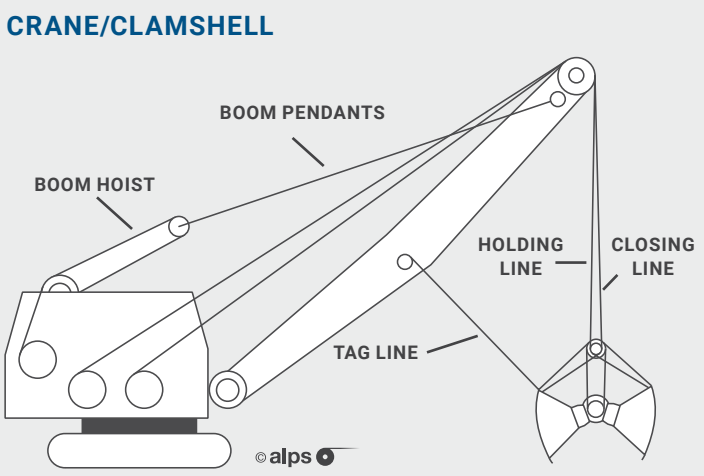 CRANE/CLAMSHELL
BOOM PENDANTS
BOOM HOIST
HOLDING
LINE
CLOSING
LINE
TAG LINE
© alps